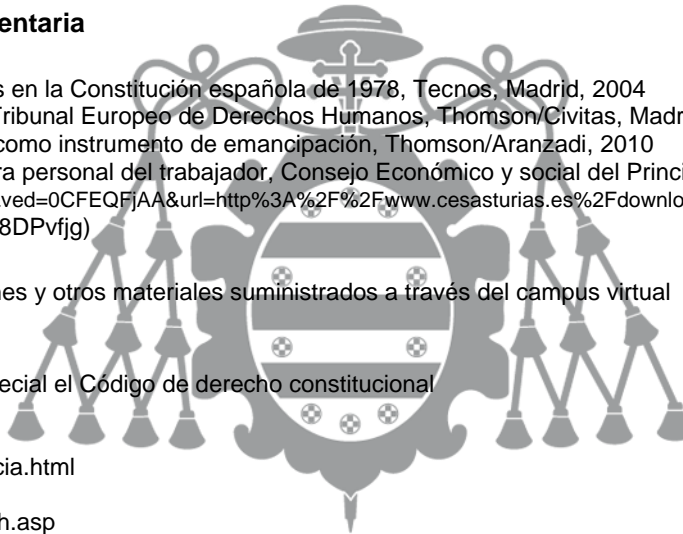 entaria
s en la Constitución española de 1978, Tecnos, Madrid, 2004
Tribunal Europeo de Derechos Humanos, Thomson/Civitas, Madr
como instrumento de emancipación, Thomson/Aranzadi, 2010
ra personal del trabajador, Consejo Económico y social del Princi
ved=0CFEQFjAA&url=http%3A%2F%2Fwww.cesasturias.es%2Fdownlo
8DPvfjg)
nes y otros materiales suministrados a través del campus virtual
ecial el Código de derecho constitucional
cia.html
h.asp